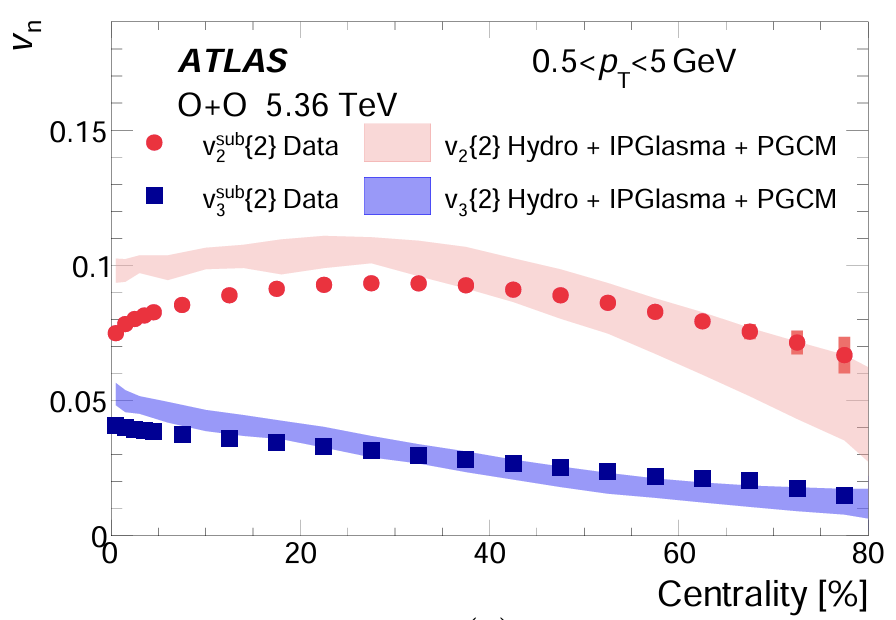 v_n
ATLAS
0.5<p_T<5 GeV
O+O 5.36 TeV
v_2^sub{2} Data
v_2{2} Hydro + IPGlasma + PGCM
v_3^sub{2} Data
v_3{2} Hydro + IPGlasma + PGCM
0.15
0.1
0.05
0
0 20 40 60 80
Centrality [%]